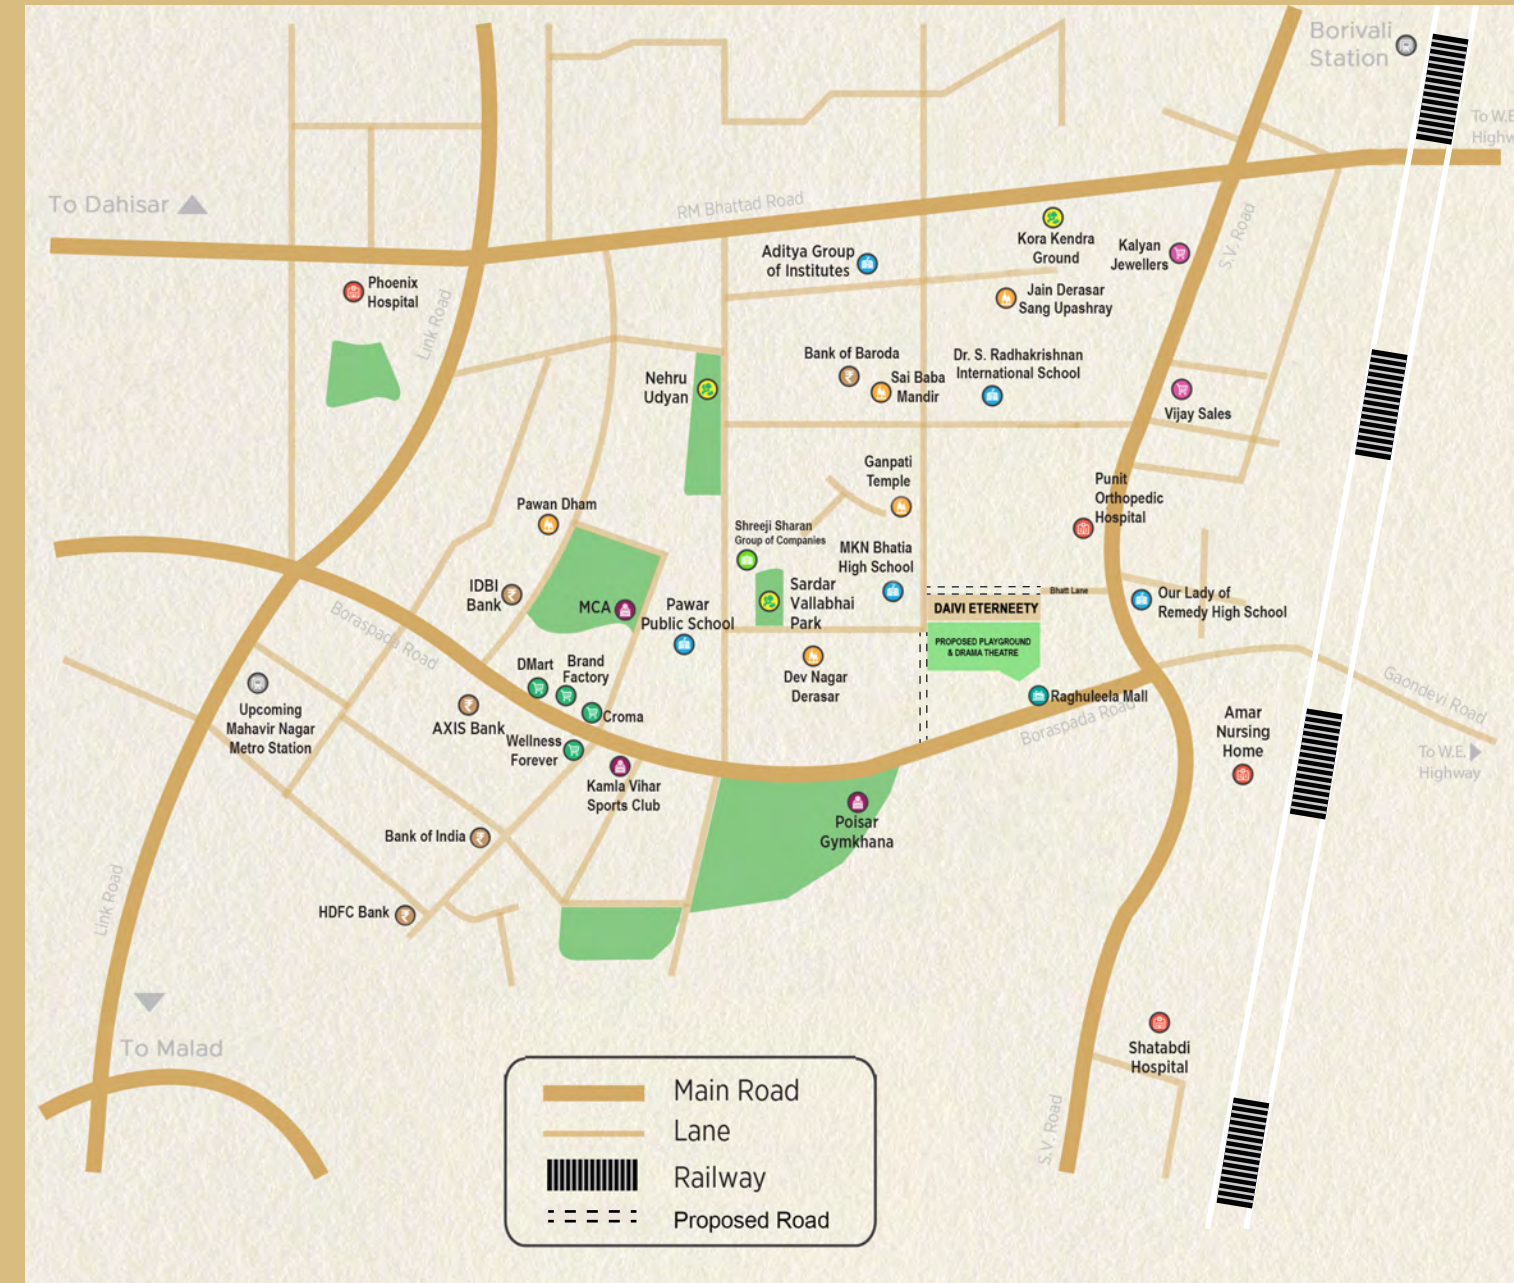 Borivali
Station
To W.E
Highw
To Dahisar
RM Bhattad Road
S.V. Road
Kora Kendra
Ground
Kalyan
Jewellers
Aditya Group
of Institutes
Phoenix
Hospital
Link Road
Jain Derasar
Sang Upashray
Bank of Baroda
Dr. S. Radhakrishnan
International School
Sai Baba
Mandir
Nehru
Udyan
Vijay Sales
Ganpati
Temple
Punit
Orthopedic
Hospital
Pawan Dham
Shreeji Sharan
Group of Companies
MKN Bhatia
High School
IDBI
Bank
MCA
Pawar
Public School
Sardar
Vallabhai
Park
Bhatt Lane
DAIVI ETERNEETY
Our Lady of
Remedy High School
PROPOSED PLAYGROUND
& DRAMA THEATRE
Boraspada Road
DMart
Brand
Factory
Croma
Dev Nagar
Derasar
Raghuleela Mall
Boraspada Road
Gaondevi Road
Upcoming
Mahavir Nagar
Metro Station
AXIS Bank
Wellness
Forever
Amar
Nursing
Home
To W.E.
Highway
Kamla Vihar
Sports Club
Poisar
Gymkhana
Bank of India
Link Road
HDFC Bank
To Malad
Shatabdi
Hospital
S.V. Road
Main Road
Lane
Railway
Proposed Road